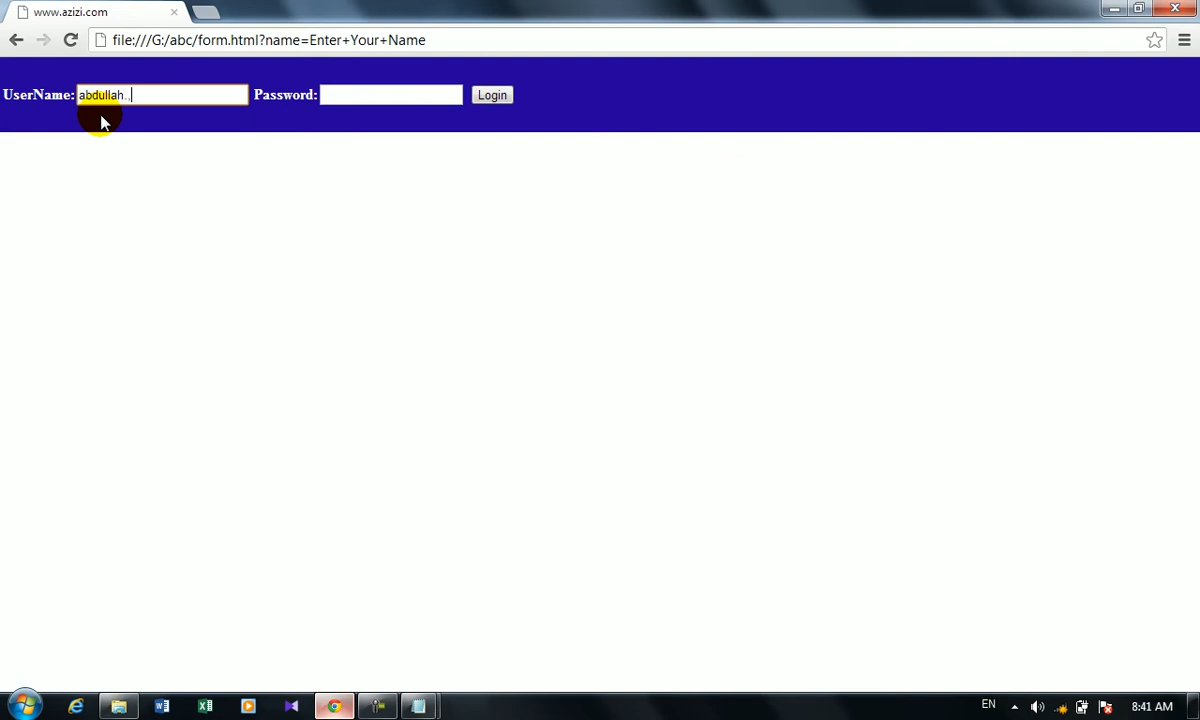 www.azizi.com
file:///G:/abc/form.html?name=Enter+Your+Name
UserName: abdullah., Password: Login
EN 8:41 AM